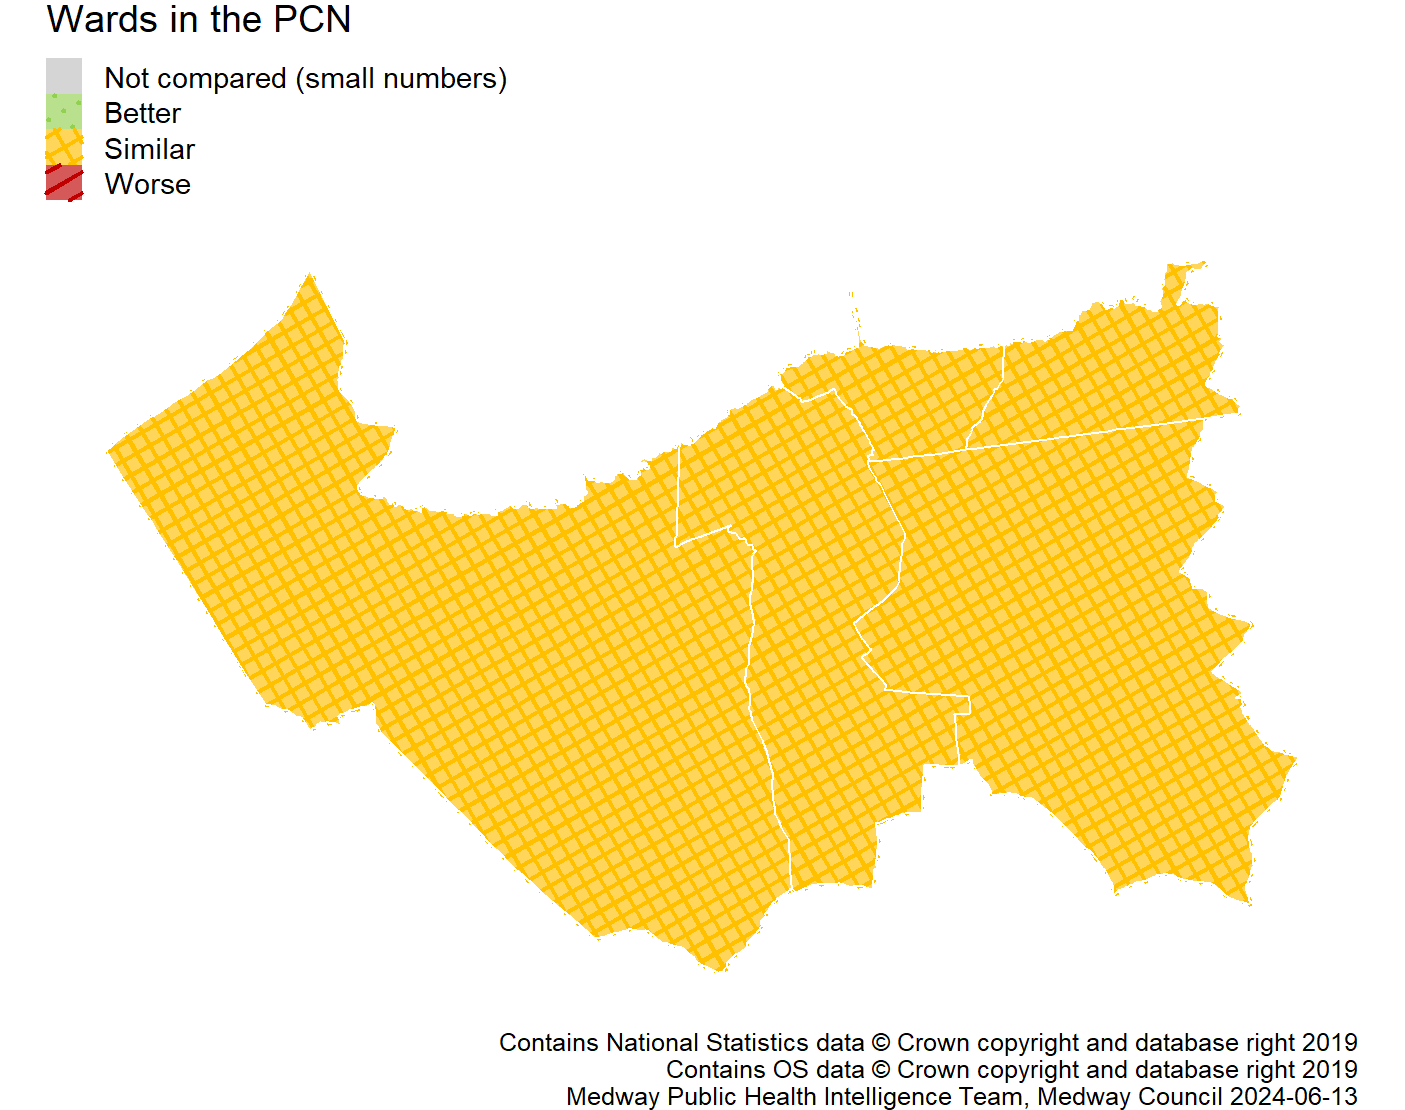 Wards in the PCN
Not compared (small numbers)
Better
Similar
Worse
Contains National Statistics data © Crown copyright and database right 2019
Contains OS data © Crown copyright and database right 2019
Medway Public Health Intelligence Team, Medway Council 2024-06-13